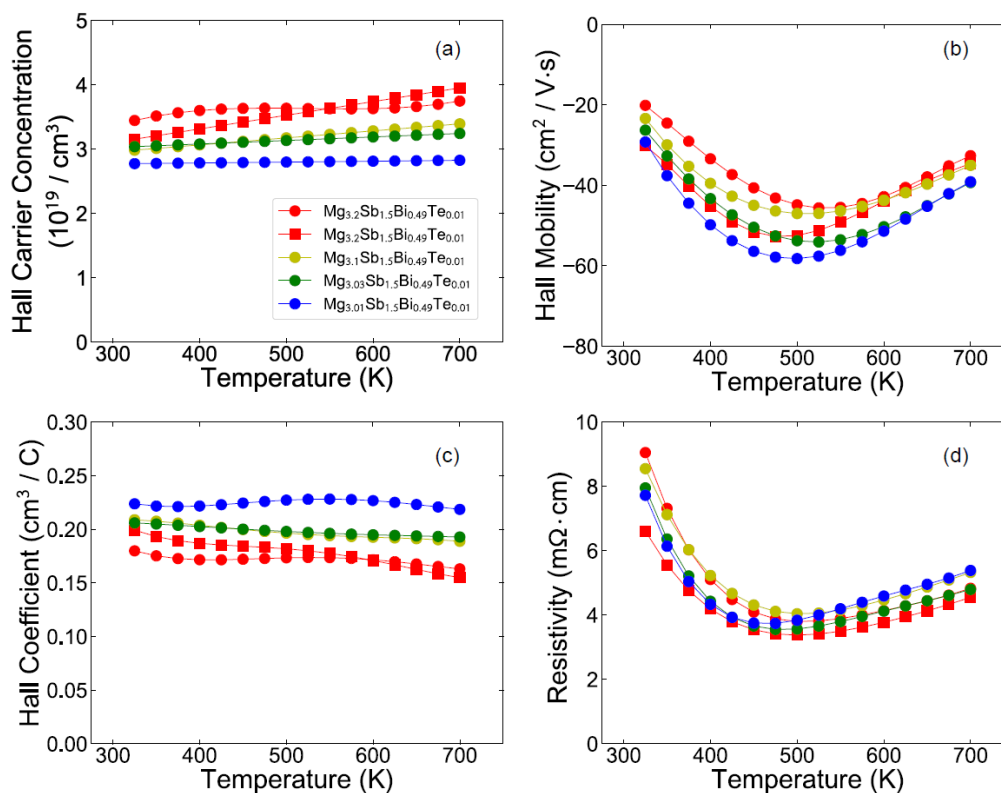 (a)
Hall Carrier Concentration
(10¹⁹ / cm³)
5
4
3
2
1
0
Mg₃.₂Sb₁.₅Bi₀.₄₉Te₀.₀₁
Mg₃.₂Sb₁.₅Bi₀.₄₉Te₀.₀₁
Mg₃.₁Sb₁.₅Bi₀.₄₉Te₀.₀₁
Mg₃.₀₃Sb₁.₅Bi₀.₄₉Te₀.₀₁
Mg₃.₀₁Sb₁.₅Bi₀.₄₉Te₀.₀₁
300 400 500 600 700
Temperature (K)
(b)
Hall Mobility (cm² / V·s)
−0
−20
−40
−60
−80
300 400 500 600 700
Temperature (K)
(c)
Hall Coefficient (cm³ / C)
0.30
0.25
0.20
0.15
0.10
0.05
0.00
300 400 500 600 700
Temperature (K)
(d)
Resistivity (mΩ·cm)
10
8
6
4
2
0
300 400 500 600 700
Temperature (K)